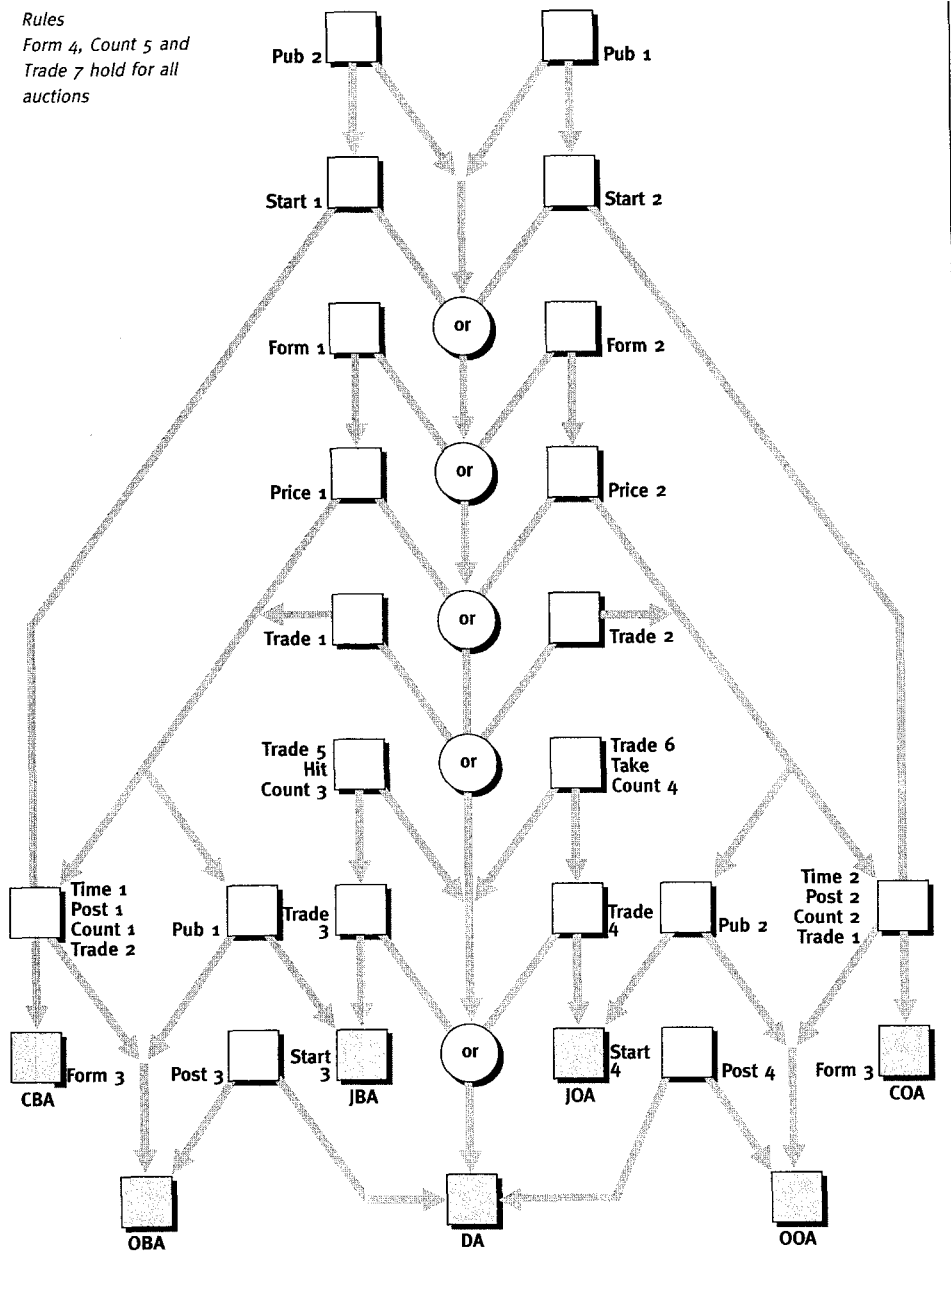 Rules
Form 4, Count 5 and
Trade 7 hold for all
auctions
Pub 2
Pub 1
Start 1
Start 2
or
Form 1
Form 2
or
Price 1
Price 2
or
Trade 1
Trade 2
or
Trade 5
Hit
Count 3
Trade 6
Take
Count 4
Time 1
Post 1
Count 1
Trade 2
Pub 1
Trade
3
Trade
4
Pub 2
Time 2
Post 2
Count 2
Trade 1
or
Form 3
CBA
Post 3
Start
3
JBA
Start
4
JOA
Post 4
Form 3
COA
OBA
DA
OOA